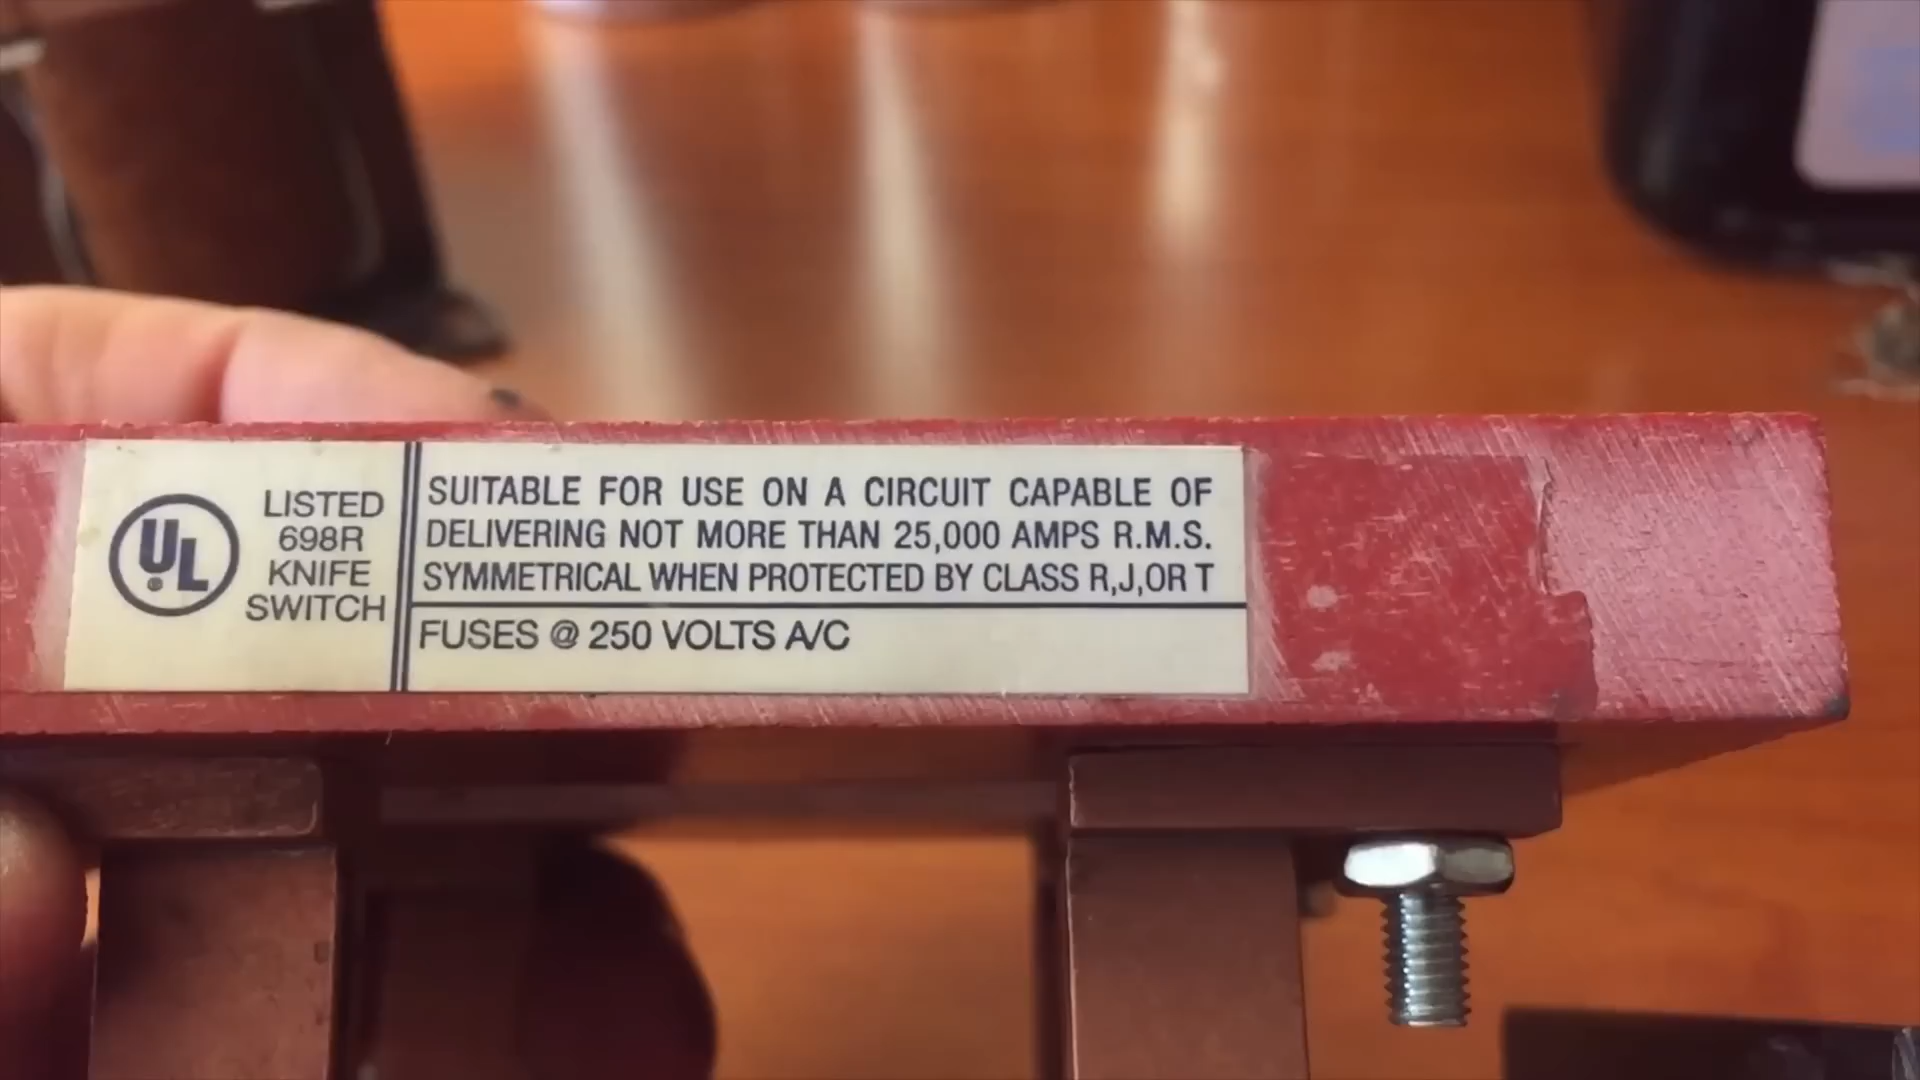 UL
LISTED
698R
KNIFE
SWITCH
SUITABLE FOR USE ON A CIRCUIT CAPABLE OF
DELIVERING NOT MORE THAN 25,000 AMPS R.M.S.
SYMMETRICAL WHEN PROTECTED BY CLASS R,J,OR T
FUSES @ 250 VOLTS A/C